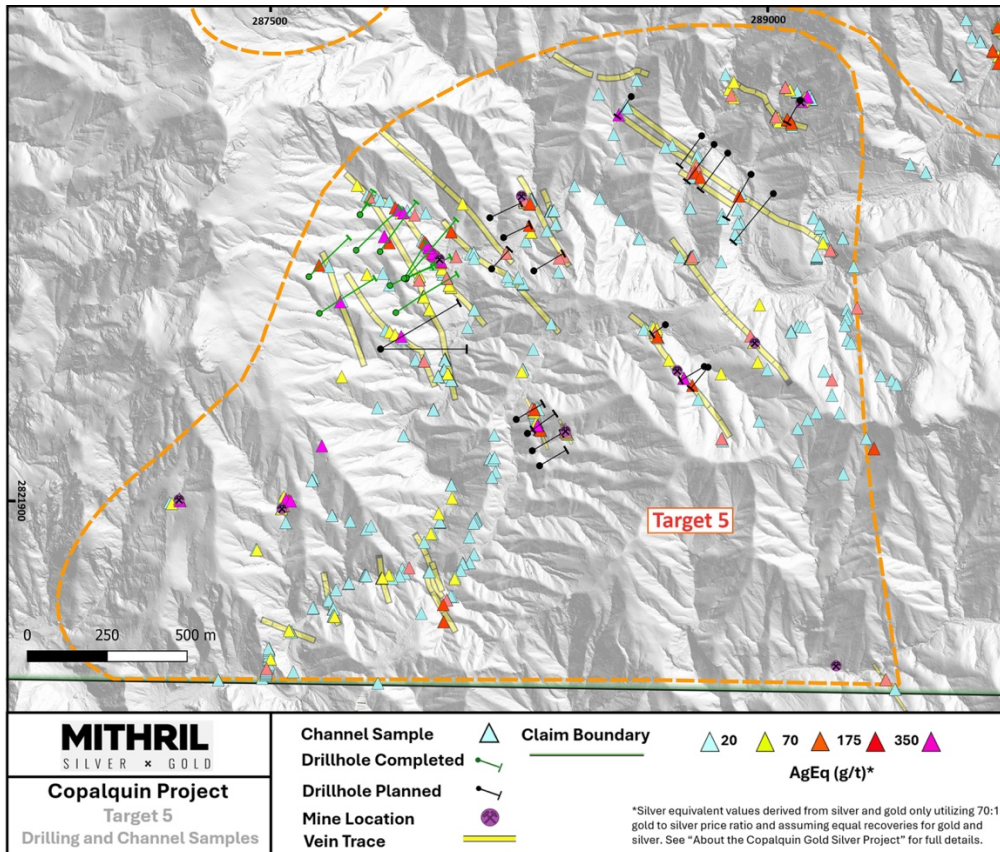 287500
289000
2821900
Target 5
0 250 500 m
MITHRIL
SILVER × GOLD
Copalquin Project
Target 5
Drilling and Channel Samples
Channel Sample
Drillhole Completed
Drillhole Planned
Mine Location
Vein Trace
Claim Boundary
20 70 175 350
AgEq (g/t)*
*Silver equivalent values derived from silver and gold only utilizing 70:1
gold to silver price ratio and assuming equal recoveries for gold and
silver. See “About the Copalquin Gold Silver Project” for full details.